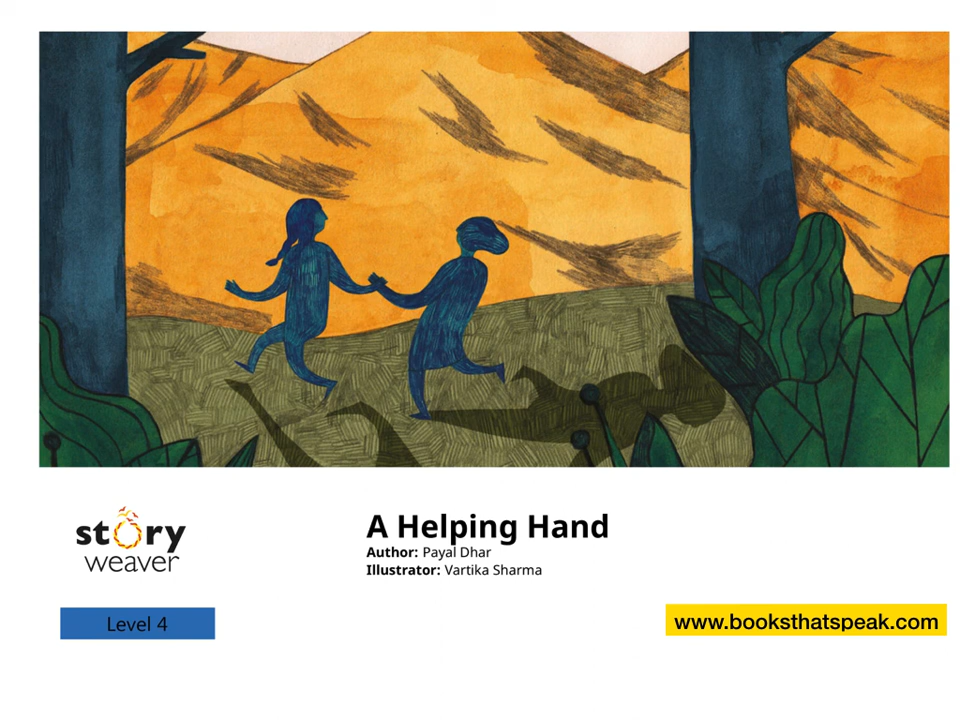 story
weaver
A Helping Hand
Author: Payal Dhar
Illustrator: Vartika Sharma
Level 4
www.booksthatspeak.com